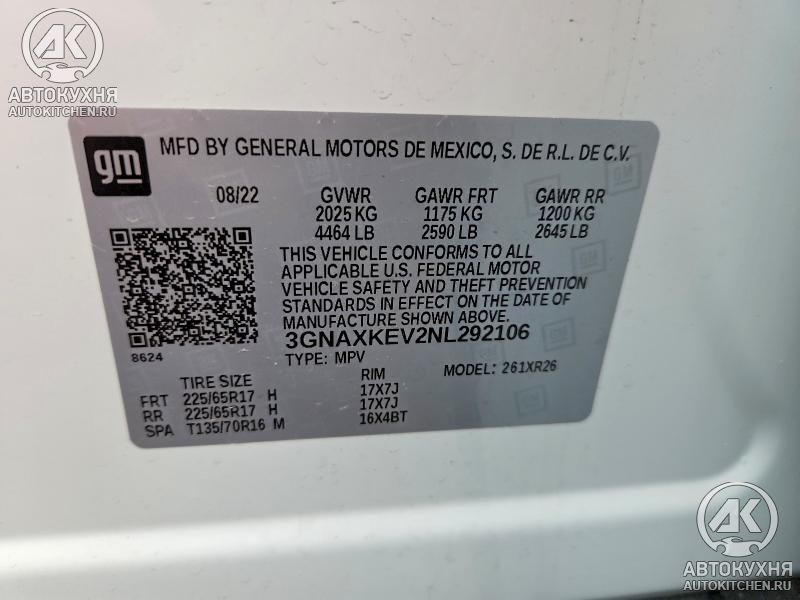 АК
АВТОКУХНЯ
AUTOKITCHEN.RU
gm MFD BY GENERAL MOTORS DE MEXICO, S. DE R.L. DE C.V.
08/22 GVWR GAWR FRT GAWR RR
2025 KG 1175 KG 1200 KG
4464 LB 2590 LB 2645 LB
THIS VEHICLE CONFORMS TO ALL
APPLICABLE U.S. FEDERAL MOTOR
VEHICLE SAFETY AND THEFT PREVENTION
STANDARDS IN EFFECT ON THE DATE OF
MANUFACTURE SHOWN ABOVE.
3GNAXKEV2NL292106
8624 TYPE: MPV MODEL: 261XR26
TIRE SIZE RIM
FRT 225/65R17 H 17X7J
RR 225/65R17 H 17X7J
SPA T135/70R16 M 16X4BT
АК
АВТОКУХНЯ
AUTOKITCHEN.RU